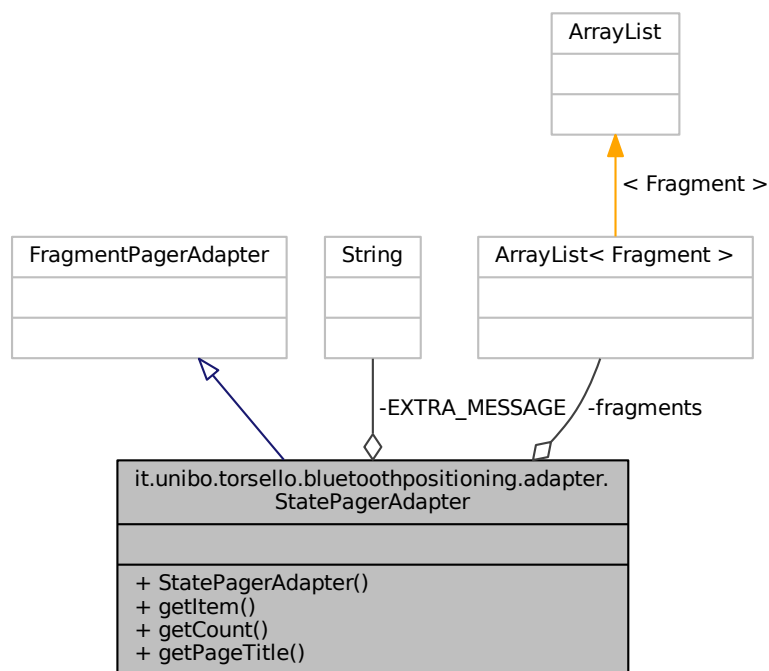 ArrayList
< Fragment >
FragmentPagerAdapter
String
ArrayList< Fragment >
-EXTRA_MESSAGE
-fragments
it.unibo.torsello.bluetoothpositioning.adapter.
StatePagerAdapter
+ StatePagerAdapter()
+ getItem()
+ getCount()
+ getPageTitle()